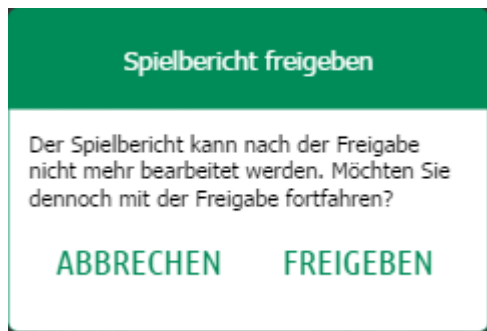 Spielbericht freigeben
Der Spielbericht kann nach der Freigabe
nicht mehr bearbeitet werden. Möchten Sie
dennoch mit der Freigabe fortfahren?
ABBRECHEN FREIGEBEN